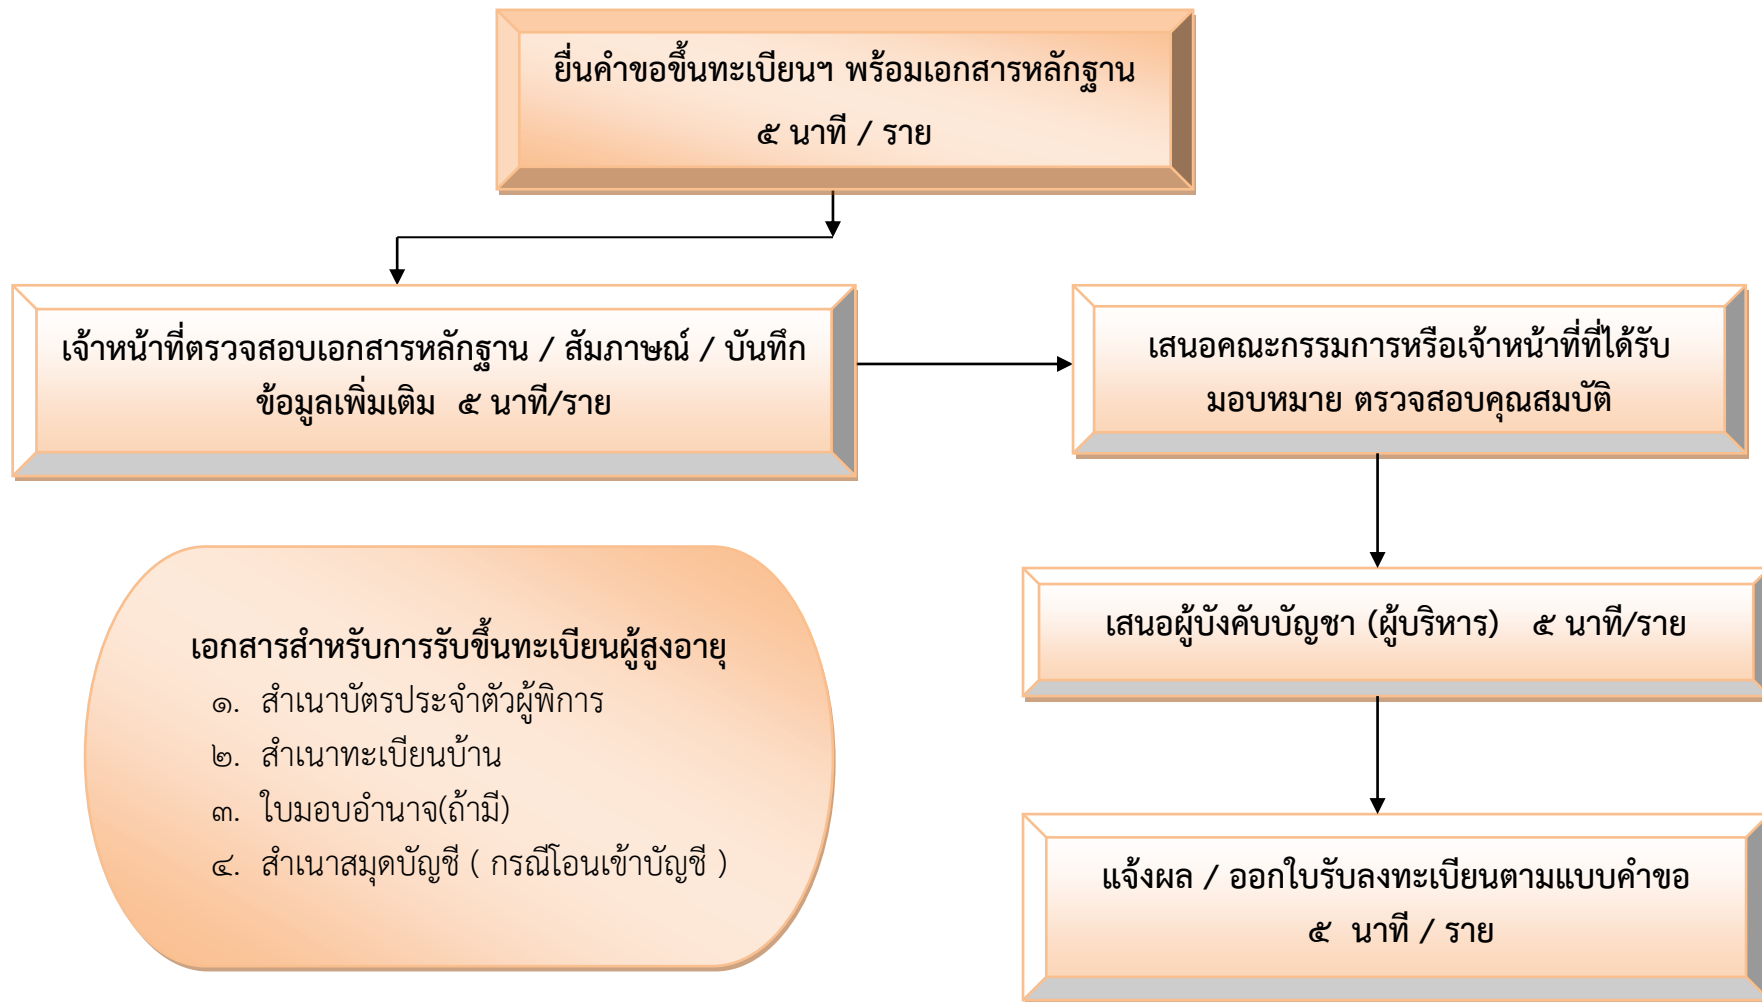 ยื่นคำขอขึ้นทะเบียนฯ พร้อมเอกสารหลักฐาน
๕ นาที / ราย
เจ้าหน้าที่ตรวจสอบเอกสารหลักฐาน / สัมภาษณ์ / บันทึก
ข้อมูลเพิ่มเติม ๕ นาที/ราย
เสนอคณะกรรมการหรือเจ้าหน้าที่ที่ได้รับ
มอบหมาย ตรวจสอบคุณสมบัติ
เสนอผู้บังคับบัญชา (ผู้บริหาร) ๕ นาที/ราย
แจ้งผล / ออกใบรับลงทะเบียนตามแบบคำขอ
๕ นาที / ราย
เอกสารสำหรับการรับขึ้นทะเบียนผู้สูงอายุ
๑. สำเนาบัตรประจำตัวผู้พิการ
๒. สำเนาทะเบียนบ้าน
๓. ใบมอบอำนาจ(ถ้ามี)
๔. สำเนาสมุดบัญชี ( กรณีโอนเข้าบัญชี )